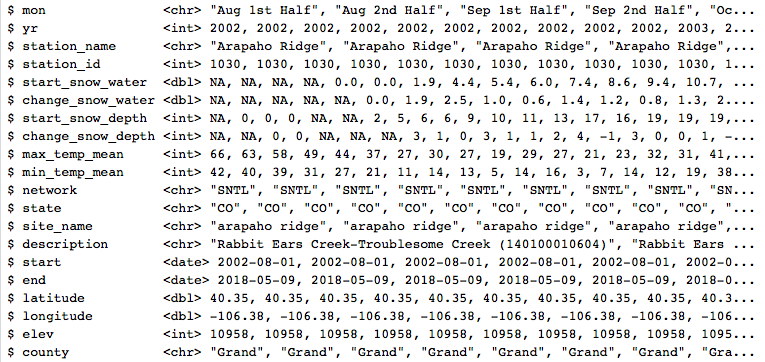 $ mon <chr> "Aug 1st Half", "Aug 2nd Half", "Sep 1st Half", "Sep 2nd Half", "Oc...
$ yr <int> 2002, 2002, 2002, 2002, 2002, 2002, 2002, 2002, 2002, 2002, 2003, 2...
$ station_name <chr> "Arapaho Ridge", "Arapaho Ridge", "Arapaho Ridge", "Arapaho Ridge",...
$ station_id <int> 1030, 1030, 1030, 1030, 1030, 1030, 1030, 1030, 1030, 1030, 1030, 1...
$ start_snow_water <dbl> NA, NA, NA, NA, 0.0, 0.0, 1.9, 4.4, 5.4, 6.0, 7.4, 8.6, 9.4, 10.7, ...
$ change_snow_water <dbl> NA, NA, NA, NA, NA, 0.0, 1.9, 2.5, 1.0, 0.6, 1.4, 1.2, 0.8, 1.3, 2....
$ start_snow_depth <int> NA, 0, 0, 0, NA, NA, 2, 5, 6, 6, 9, 10, 11, 13, 17, 16, 19, 19, 19,...
$ change_snow_depth <int> NA, NA, 0, 0, NA, NA, NA, 3, 1, 0, 3, 1, 1, 2, 4, -1, 3, 0, 0, 1, -...
$ max_temp_mean <int> 66, 63, 58, 49, 44, 37, 27, 30, 27, 19, 29, 27, 21, 23, 32, 31, 41,...
$ min_temp_mean <int> 42, 40, 39, 31, 27, 21, 11, 14, 13, 5, 14, 16, 3, 7, 14, 12, 19, 38...
$ network <chr> "SNTL", "SNTL", "SNTL", "SNTL", "SNTL", "SNTL", "SNTL", "SNTL", "SN...
$ state <chr> "CO", "CO", "CO", "CO", "CO", "CO", "CO", "CO", "CO", "CO", "CO", "...
$ site_name <chr> "arapaho ridge", "arapaho ridge", "arapaho ridge", "arapaho ridge",...
$ description <chr> "Rabbit Ears Creek-Troublesome Creek (140100010604)", "Rabbit Ears ...
$ start <date> 2002-08-01, 2002-08-01, 2002-08-01, 2002-08-01, 2002-08-01, 2002-0...
$ end <date> 2018-05-09, 2018-05-09, 2018-05-09, 2018-05-09, 2018-05-09, 2018-0...
$ latitude <dbl> 40.35, 40.35, 40.35, 40.35, 40.35, 40.35, 40.35, 40.35, 40.35, 40.3...
$ longitude <dbl> -106.38, -106.38, -106.38, -106.38, -106.38, -106.38, -106.38, -106...
$ elev <int> 10958, 10958, 10958, 10958, 10958, 10958, 10958, 10958, 10958, 1095...
$ county <chr> "Grand", "Grand", "Grand", "Grand", "Grand", "Grand", "Grand", "Gra...